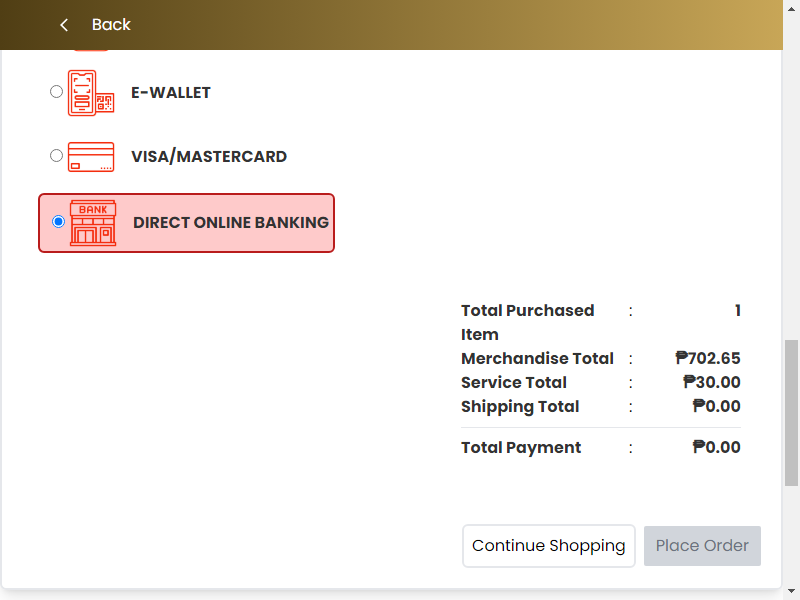 Back
E-WALLET
VISA/MASTERCARD
BANK
DIRECT ONLINE BANKING
Total Purchased Item : 1
Merchandise Total : ₱702.65
Service Total : ₱30.00
Shipping Total : ₱0.00
Total Payment : ₱0.00
Continue Shopping
Place Order